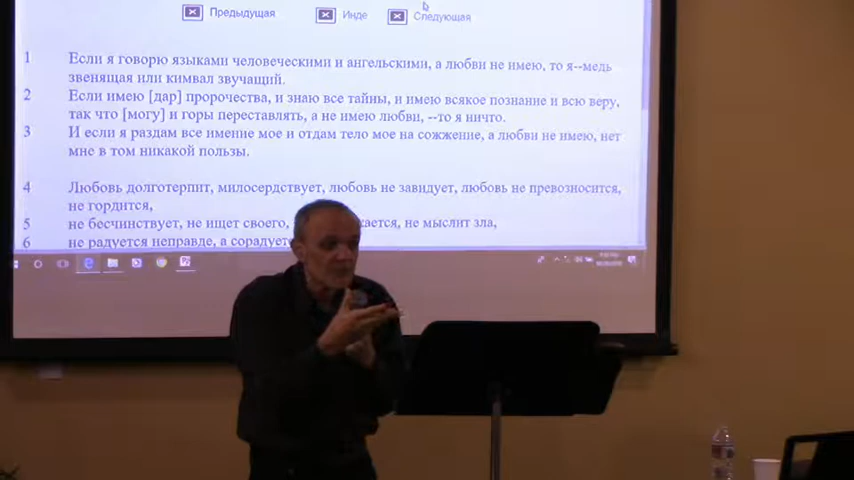 Предыдущая Инде Следующая
1 Если я говорю языками человеческими и ангельскими, а любви не имею, то я--медь
звенящая или кимвал звучащий.
2 Если имею [дар] пророчества, и знаю все тайны, и имею всякое познание и всю веру,
так что [могу] и горы переставлять, а не имею любви, --то я ничто.
3 И если я раздам все имение мое и отдам тело мое на сожжение, а любви не имею, нет
мне в том никакой пользы.
4 Любовь долготерпит, милосердствует, любовь не завидует, любовь не превозносится,
не гордится,
5 не бесчинствует, не ищет своего, не мыслит зла,
6 не радуется неправде, а